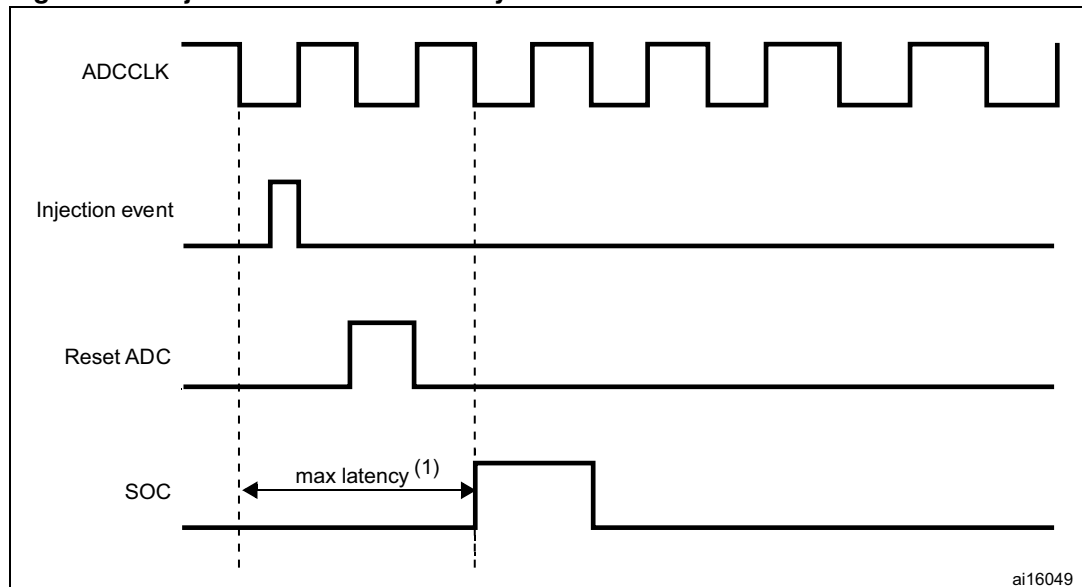 ADCCLK
Injection event
Reset ADC
max latency (1)
SOC
ai16049